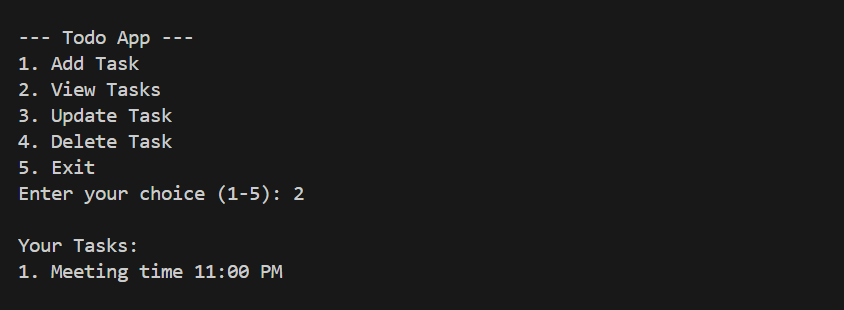 --- Todo App ---
1. Add Task
2. View Tasks
3. Update Task
4. Delete Task
5. Exit
Enter your choice (1-5): 2
Your Tasks:
1. Meeting time 11:00 PM